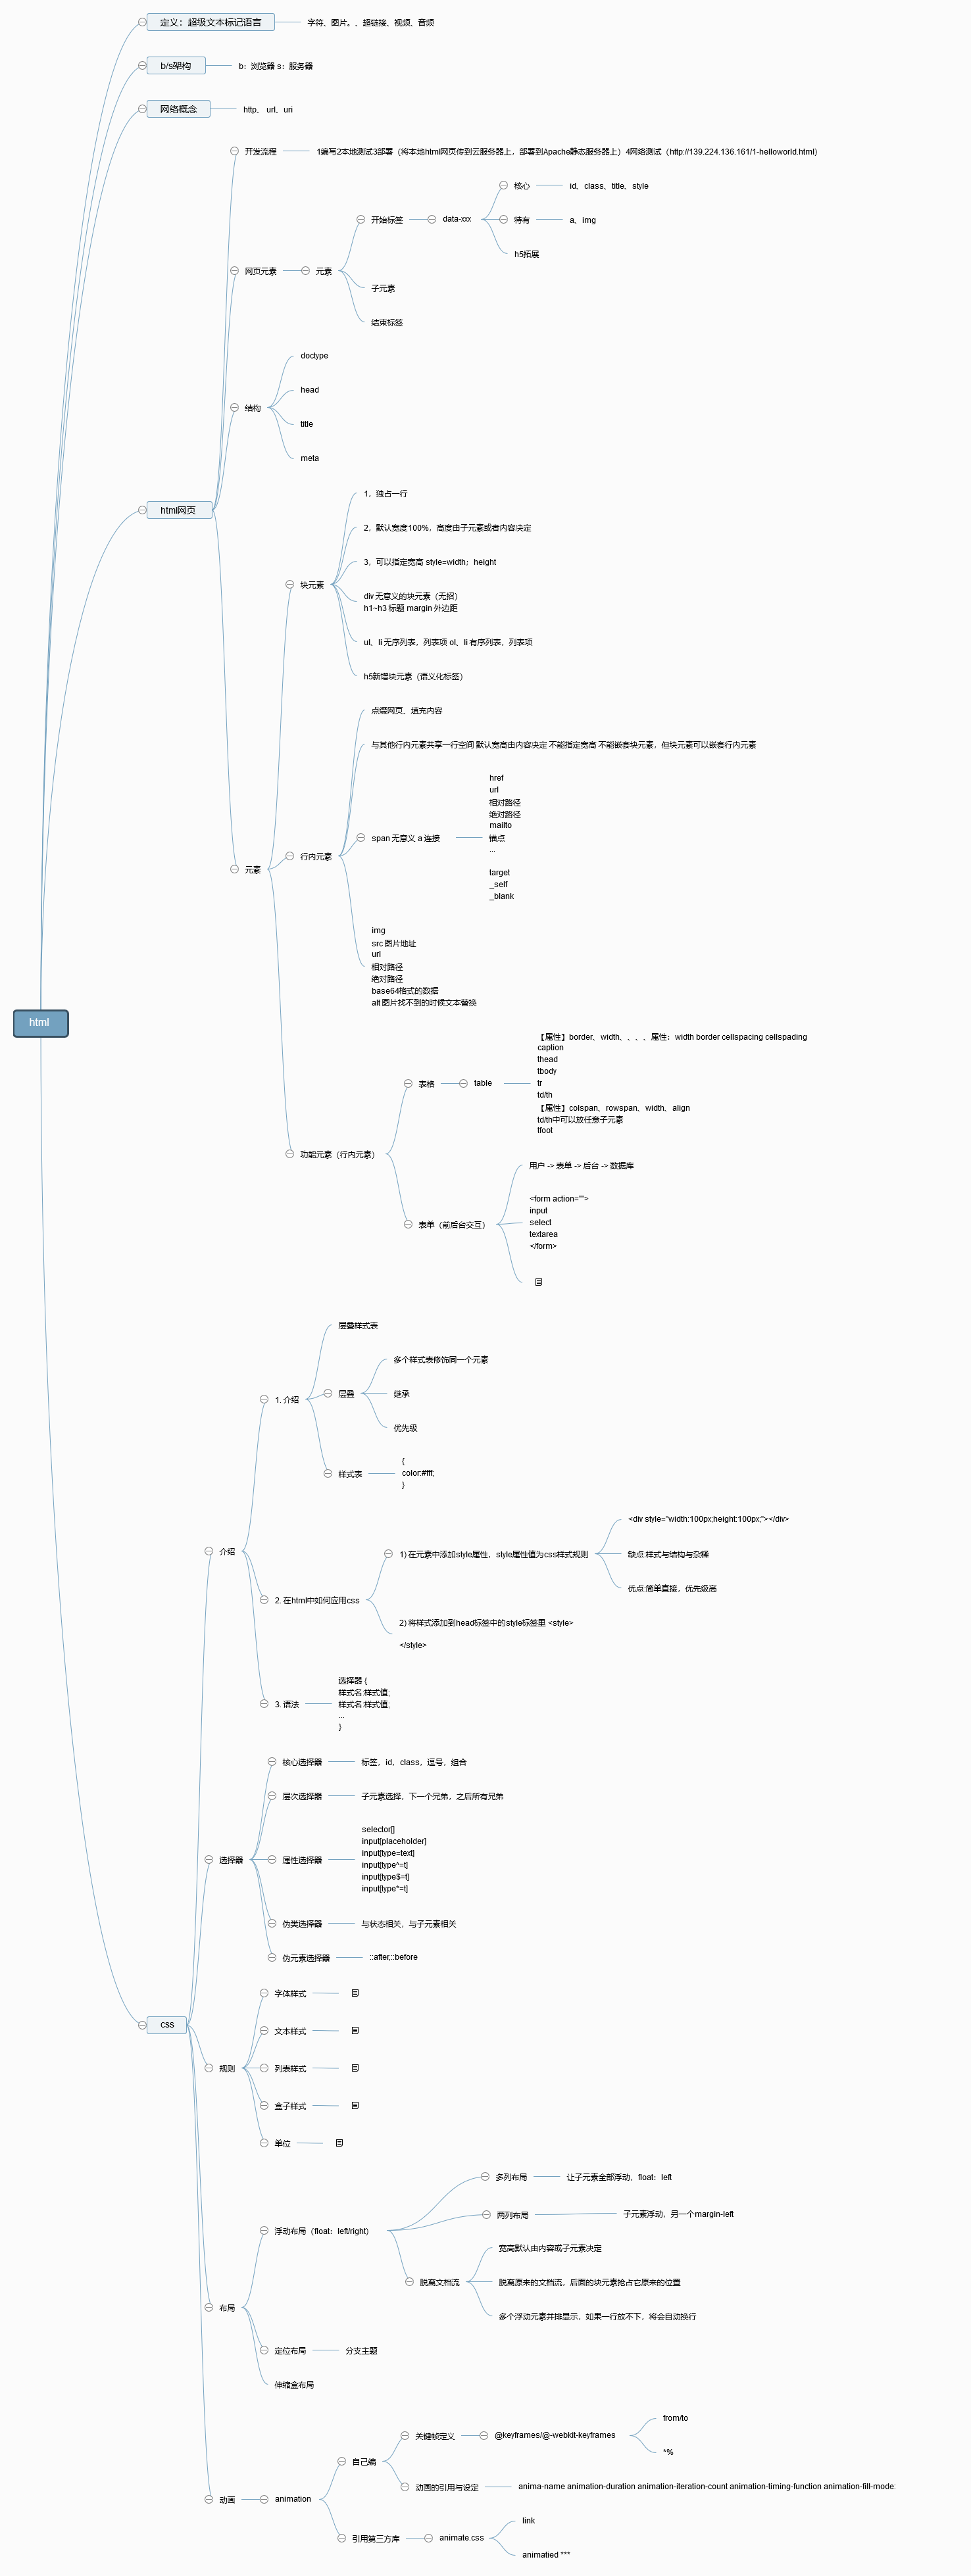 定义：超级文本标记语言
字符、图片。、超链接、视频、音频
b/s架构
b：浏览器 s：服务器
网络概念
http、 url、uri
html网页
开发流程
1编写2本地测试3部署（将本地html网页传到云服务器上，部署到Apache静态服务器上）4网络测试（http://139.224.136.161/1-helloworld.html）
网页元素
元素
开始标签
data-xxx
核心
id、class、title、style
特有
a、img
h5拓展
子元素
结束标签
结构
doctype
head
title
meta
元素
块元素
1，独占一行
2，默认宽度100%，高度由子元素或者内容决定
3，可以指定宽高 style=width；height
div 无意义的块元素（无招）
h1~h3 标题 margin 外边距
ul、li 无序列表，列表项 ol、li 有序列表，列表项
h5新增块元素（语义化标签）
行内元素
点缀网页、填充内容
与其他行内元素共享一行空间 默认宽高由内容决定 不能指定宽高 不能嵌套块元素，但块元素可以嵌套行内元素
span 无意义 a 连接
href
url
相对路径
绝对路径
mailto
锚点
...
target
_self
_blank
img
src 图片地址
url
相对路径
绝对路径
base64格式的数据
alt 图片找不到的时候文本替换
html
功能元素（行内元素）
表格
table
【属性】border、width、、、、属性：width border cellspacing cellspading
caption
thead
tbody
tr
td/th
【属性】colspan、rowspan、width、align
td/th中可以放任意子元素
tfoot
表单（前后台交互）
用户 -> 表单 -> 后台 -> 数据库
<form action="">
input
select
textarea
</form>
css
介绍
1. 介绍
层叠样式表
层叠
多个样式表修饰同一个元素
继承
优先级
样式表
{
color:#fff;
}
2. 在html中如何应用css
1) 在元素中添加style属性，style属性值为css样式规则
<div style="width:100px;height:100px;"></div>
缺点:样式与结构与杂糅
优点:简单直接，优先级高
2) 将样式添加到head标签中的style标签里 <style>
</style>
3. 语法
选择器 {
样式名:样式值;
样式名:样式值;
...
}
选择器
核心选择器
标签，id，class，逗号，组合
层次选择器
子元素选择，下一个兄弟，之后所有兄弟
属性选择器
selector[]
input[placeholder]
input[type=text]
input[type^=t]
input[type$=t]
input[type*=t]
伪类选择器
与状态相关，与子元素相关
伪元素选择器
::after,::before
规则
字体样式
文本样式
列表样式
盒子样式
单位
布局
浮动布局（float：left/right）
多列布局
让子元素全部浮动，float：left
两列布局
子元素浮动，另一个margin-left
脱离文档流
宽高默认由内容或子元素决定
脱离原来的文档流，后面的块元素抢占它原来的位置
多个浮动元素并排显示，如果一行放不下，将会自动换行
定位布局
分支主题
伸缩盒布局
动画
animation
自己编
关键帧定义
@keyframes/@-webkit-keyframes
from/to
*%
动画的引用与设定
anima-name animation-duration animation-iteration-count animation-timing-function animation-fill-mode:
引用第三方库
animate.css
link
animatied ***